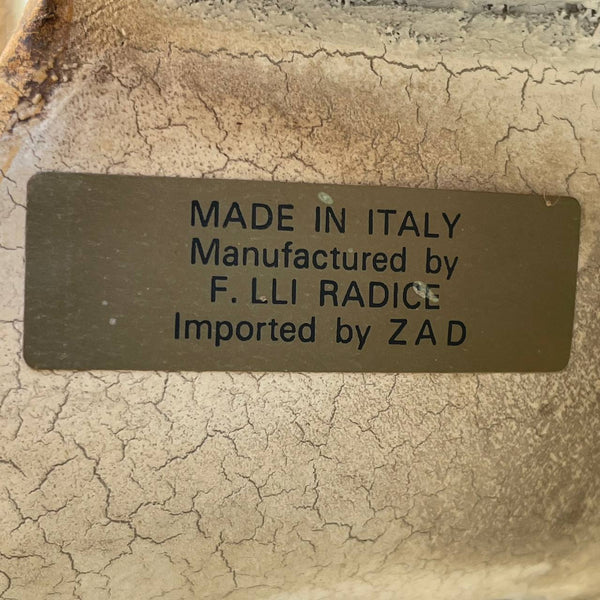 MADE IN ITALY
Manufactured by
F. LLI RADICE
Imported by ZAD